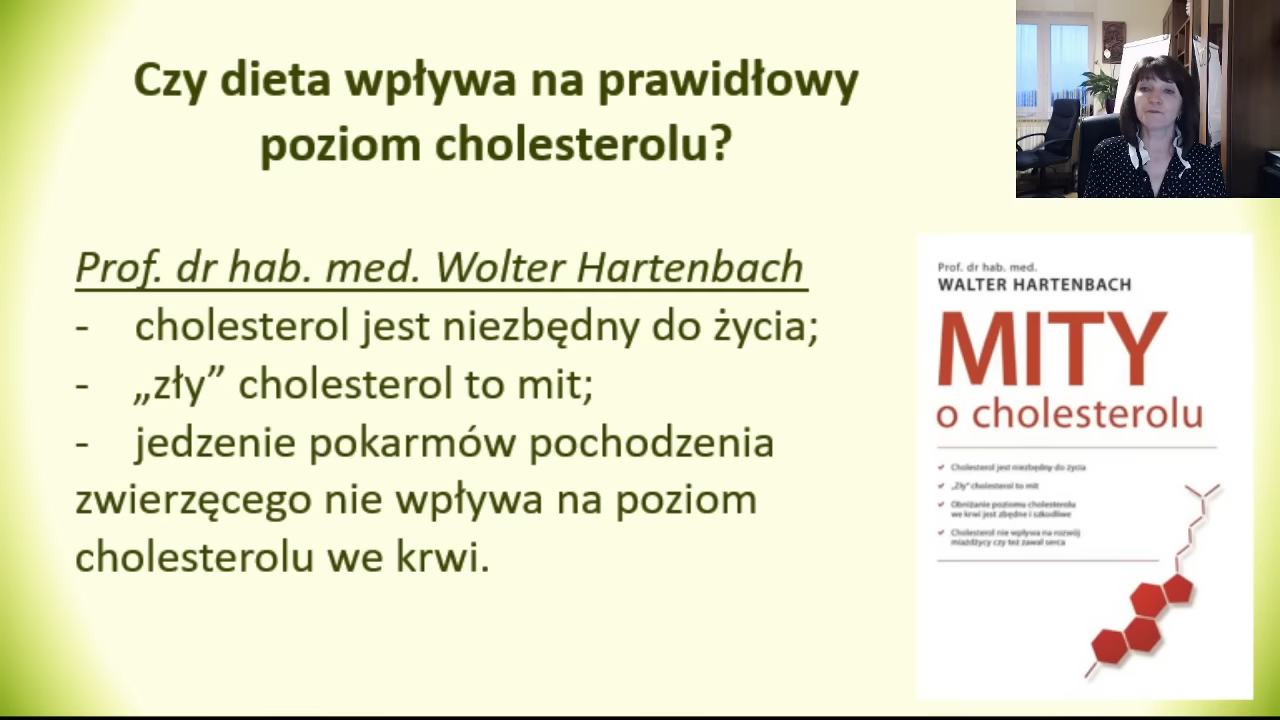 Czy dieta wpływa na prawidłowy
poziom cholesterolu?
Prof. dr hab. med. Wolter Hartenbach
- cholesterol jest niezbędny do życia;
- „zły” cholesterol to mit;
- jedzenie pokarmów pochodzenia
zwierzęcego nie wpływa na poziom
cholesterolu we krwi.
Prof. dr hab. med.
WALTER HARTENBACH
MITY
o cholesterolu
✔ Cholesterol jest niezbędny do życia
✔ „Zły” cholesterol to mit
✔ Obniżanie poziomu cholesterolu
we krwi jest zbędne i szkodliwe
✔ Cholesterol nie wpływa na rozwój
miażdżycy czy też zawał serca